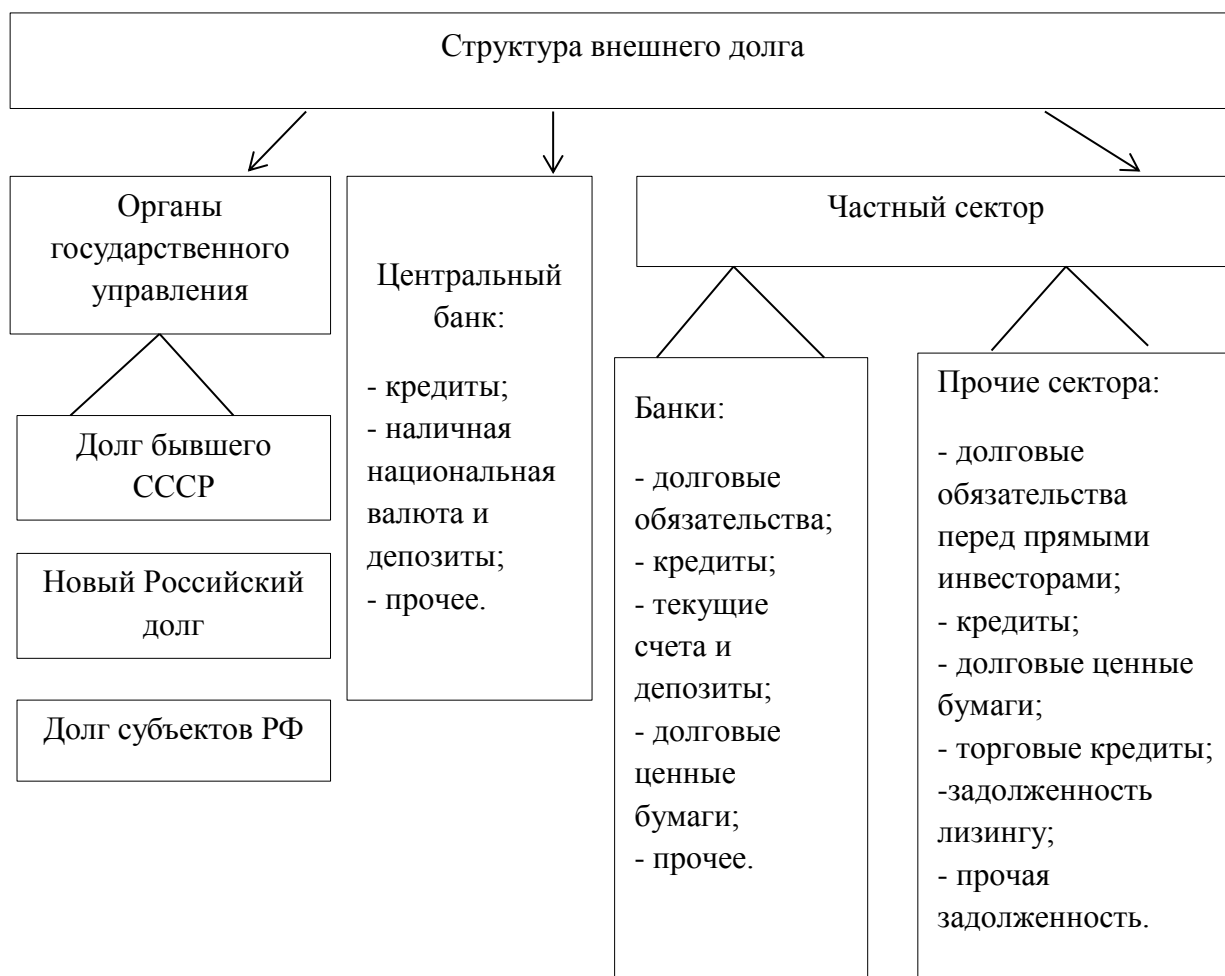 Структура внешнего долга
Органы
государственного
управления
Долг бывшего
СССР
Новый Российский
долг
Долг субъектов РФ
Центральный
банк:
- кредиты;
- наличная
национальная
валюта и
депозиты;
- прочее.
Частный сектор
Банки:
- долговые
обязательства;
- кредиты;
- текущие
счета и
депозиты;
- долговые
ценные
бумаги;
- прочее.
Прочие сектора:
- долговые
обязательства
перед прямыми
инвесторами;
- кредиты;
- долговые ценные
бумаги;
- торговые кредиты;
-задолженность
лизингу;
- прочая
задолженность.